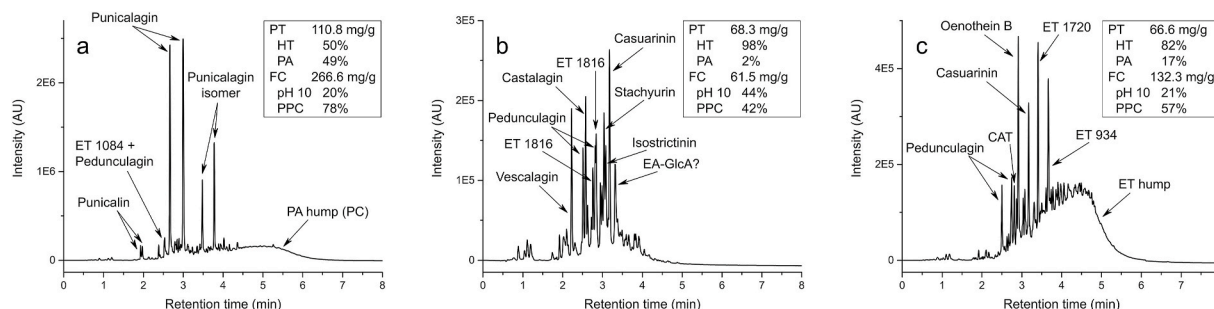 a
Punicalagin
Punicalagin
isomer
ET 1084 +
Pedunculagin
Punicalin
PA hump (PC)
PT 110.8 mg/g
HT 50%
PA 49%
FC 266.6 mg/g
pH 10 20%
PPC 78%
Intensity (AU)
2E6
1E6
0
0 1 2 3 4 5 6 7 8
Retention time (min)
b
Casuarinin
ET 1816
Castalagin
Stachyurin
Pedunculagin
ET 1816
Isostrictinin
Vescalagin
EA-GlcA?
PT 68.3 mg/g
HT 98%
PA 2%
FC 61.5 mg/g
pH 10 44%
PPC 42%
Intensity (AU)
3E5
2E5
1E5
0
0 1 2 3 4 5 6 7 8
Retention time (min)
c
Oenothein B
ET 1720
Casuarinin
CAT
ET 934
Pedunculagin
ET hump
PT 66.6 mg/g
HT 82%
PA 17%
FC 132.3 mg/g
pH 10 21%
PPC 57%
Intensity (AU)
4E5
2E5
0
0 1 2 3 4 5 6 7 8
Retention time (min)